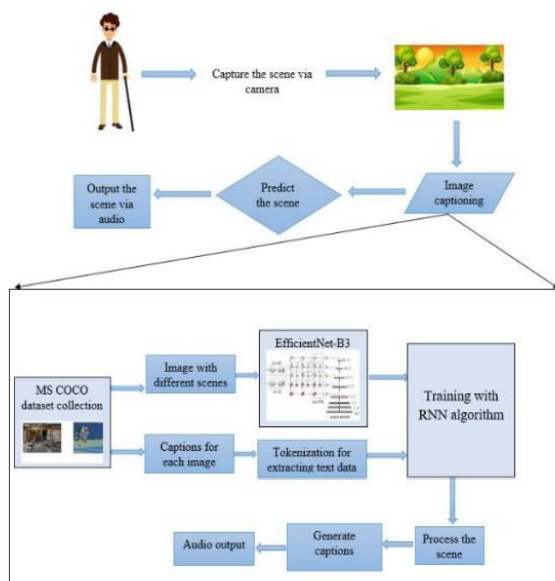 Capture the scene via
camera
Image
captioning
Predict
the scene
Output the
scene via
audio
MS COCO
dataset collection
Image with
different scenes
EfficientNet-B3
Captions for
each image
Tokenization for
extracting text data
Training with
RNN algorithm
Process the
scene
Generate
captions
Audio output